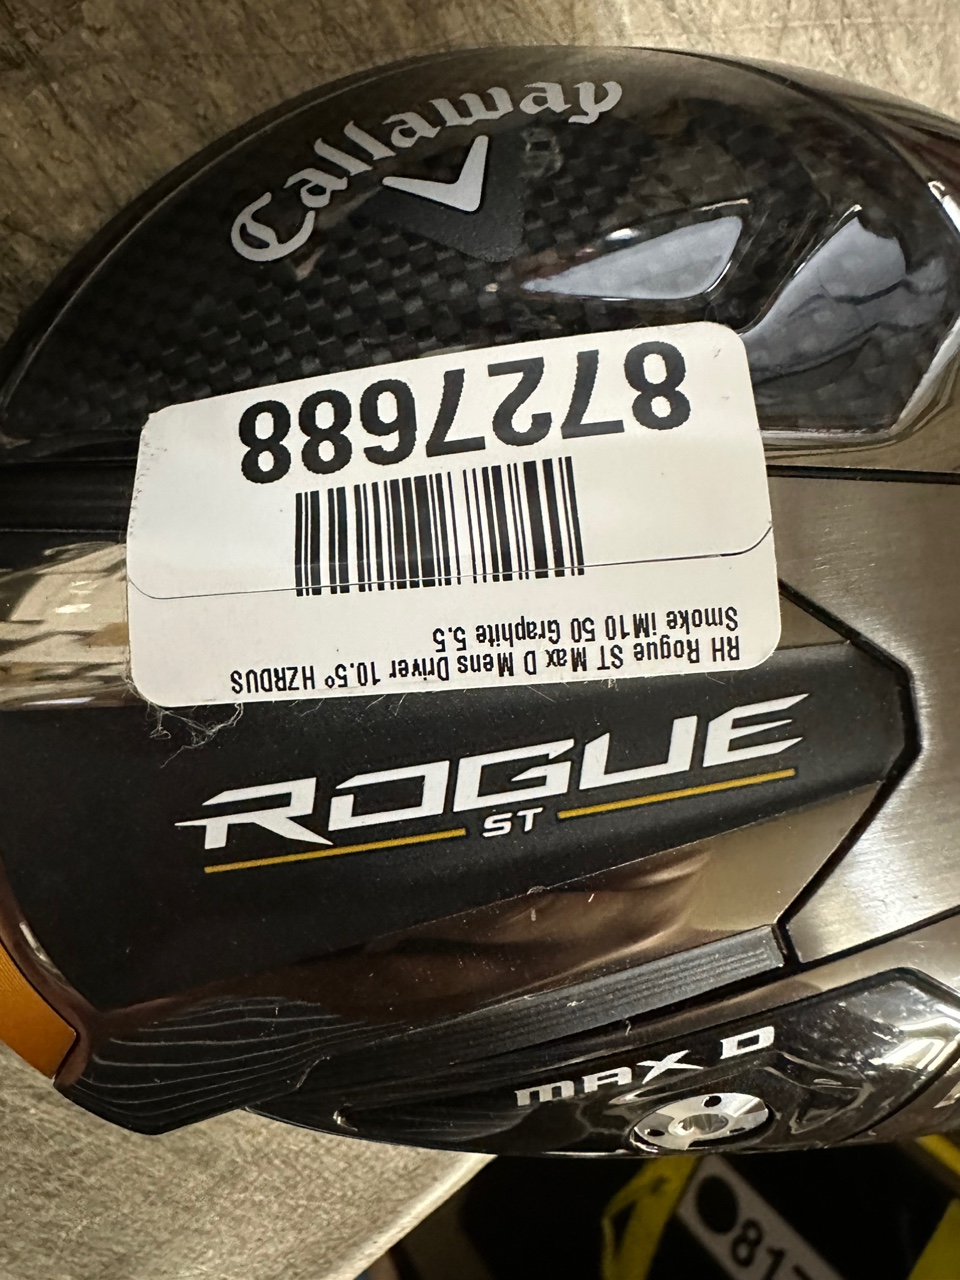 Callaway
8727688
RH Rogue ST Max D Mens Driver 10.5° HZRDUS
Smoke iM10 50 Graphite 5.5
ROGUE
ST
MAX D